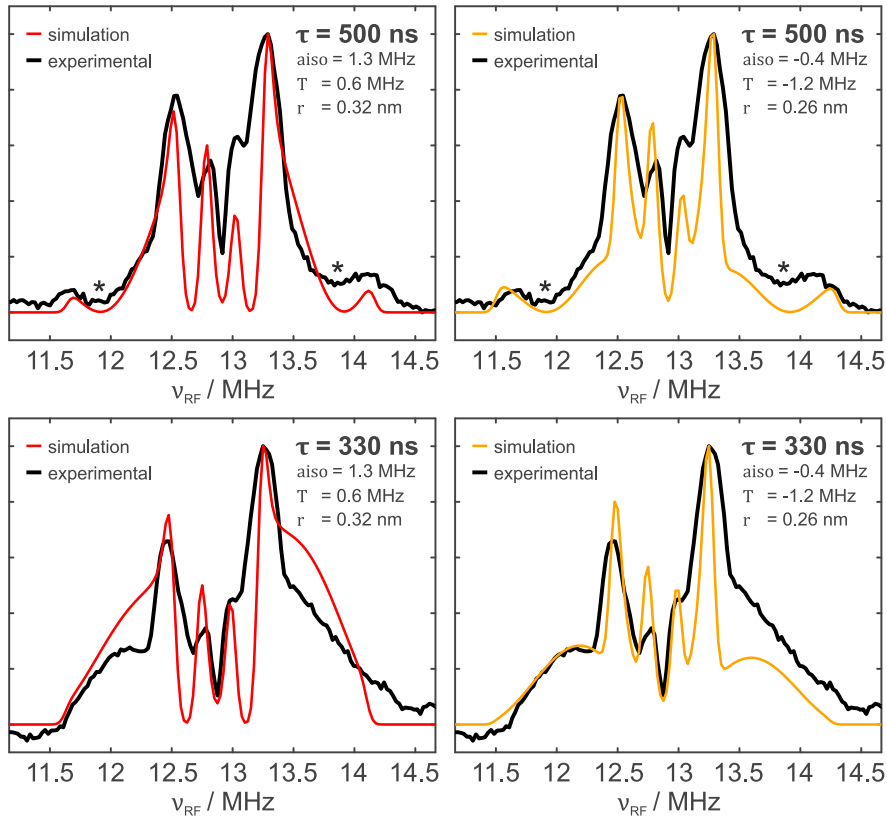 simulation
experimental
τ = 500 ns
aiso = 1.3 MHz
T = 0.6 MHz
r = 0.32 nm
*
*
11.5 12 12.5 13 13.5 14 14.5
νRF / MHz
simulation
experimental
τ = 500 ns
aiso = -0.4 MHz
T = -1.2 MHz
r = 0.26 nm
*
*
11.5 12 12.5 13 13.5 14 14.5
νRF / MHz
simulation
experimental
τ = 330 ns
aiso = 1.3 MHz
T = 0.6 MHz
r = 0.32 nm
11.5 12 12.5 13 13.5 14 14.5
νRF / MHz
simulation
experimental
τ = 330 ns
aiso = -0.4 MHz
T = -1.2 MHz
r = 0.26 nm
11.5 12 12.5 13 13.5 14 14.5
νRF / MHz